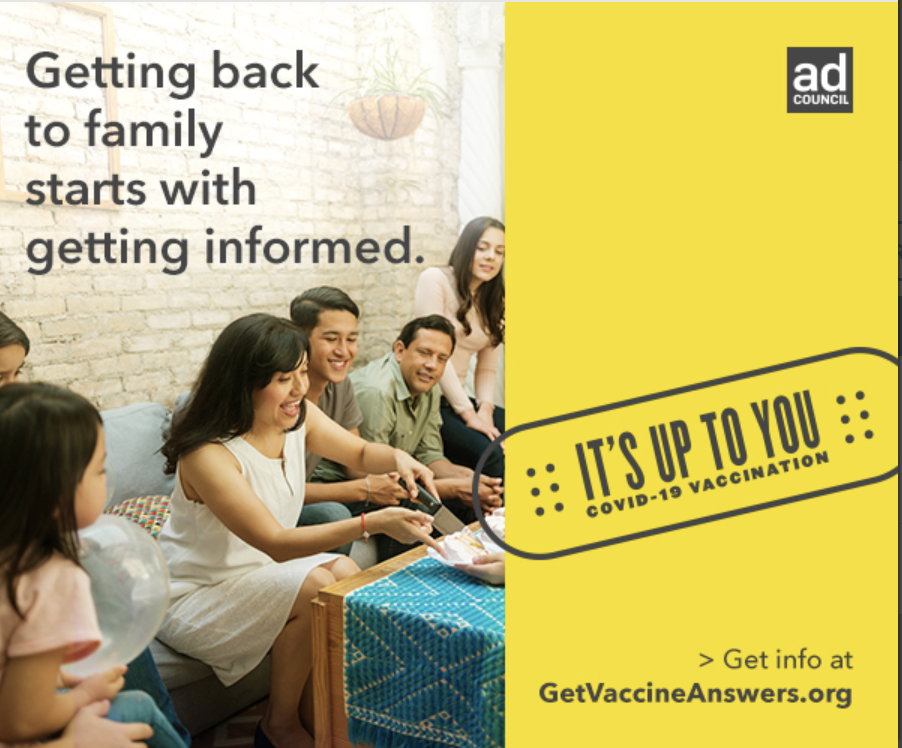 Getting back
to family
starts with
getting informed.
ad
COUNCIL
IT'S UP TO YOU
COVID-19 VACCINATION
> Get info at
GetVaccineAnswers.org